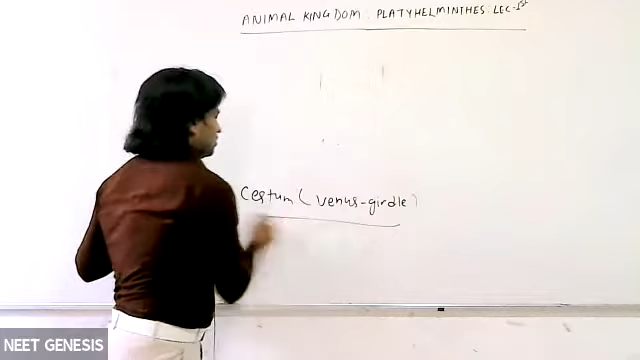 ANIMAL KINGDOM : PLATYHELMINTHES : LEC-1st
Cestum (venus-girdle)
NEET GENESIS